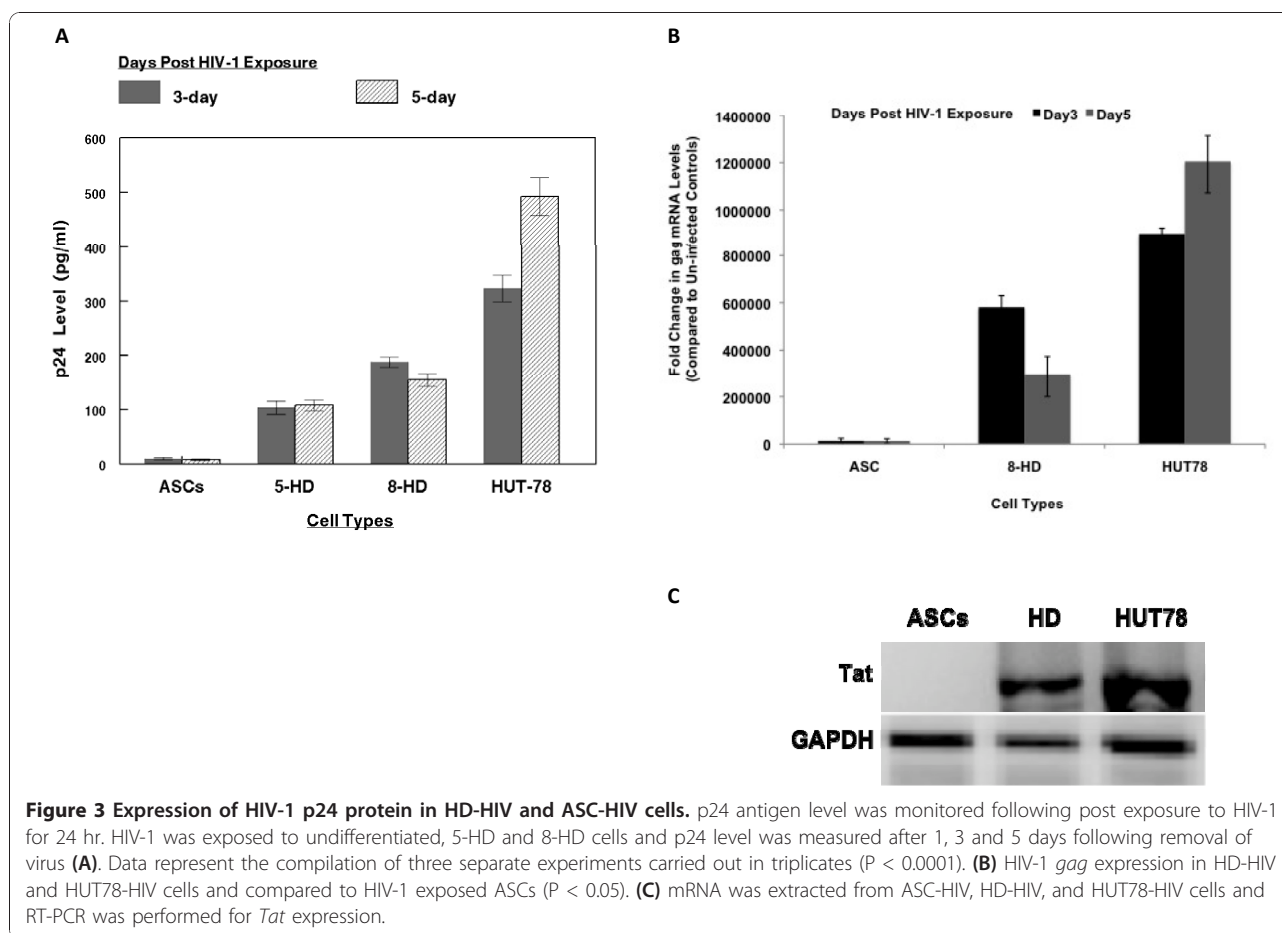 A
Days Post HIV-1 Exposure
3-day
5-day
p24 Level (pg/ml)
600
500
400
300
200
100
0
ASCs
5-HD
8-HD
HUT-78
Cell Types
B
Days Post HIV-1 Exposure
Day3
Day5
Fold Change in gag mRNA Levels
(Compared to Un-infected Controls)
1400000
1200000
1000000
800000
600000
400000
200000
0
ASC
8-HD
HUT78
Cell Types
C
ASCs
HD
HUT78
Tat
GAPDH
Figure 3 Expression of HIV-1 p24 protein in HD-HIV and ASC-HIV cells. p24 antigen level was monitored following post exposure to HIV-1
for 24 hr. HIV-1 was exposed to undifferentiated, 5-HD and 8-HD cells and p24 level was measured after 1, 3 and 5 days following removal of
virus (A). Data represent the compilation of three separate experiments carried out in triplicates (P < 0.0001). (B) HIV-1 gag expression in HD-HIV
and HUT78-HIV cells and compared to HIV-1 exposed ASCs (P < 0.05). (C) mRNA was extracted from ASC-HIV, HD-HIV, and HUT78-HIV cells and
RT-PCR was performed for Tat expression.